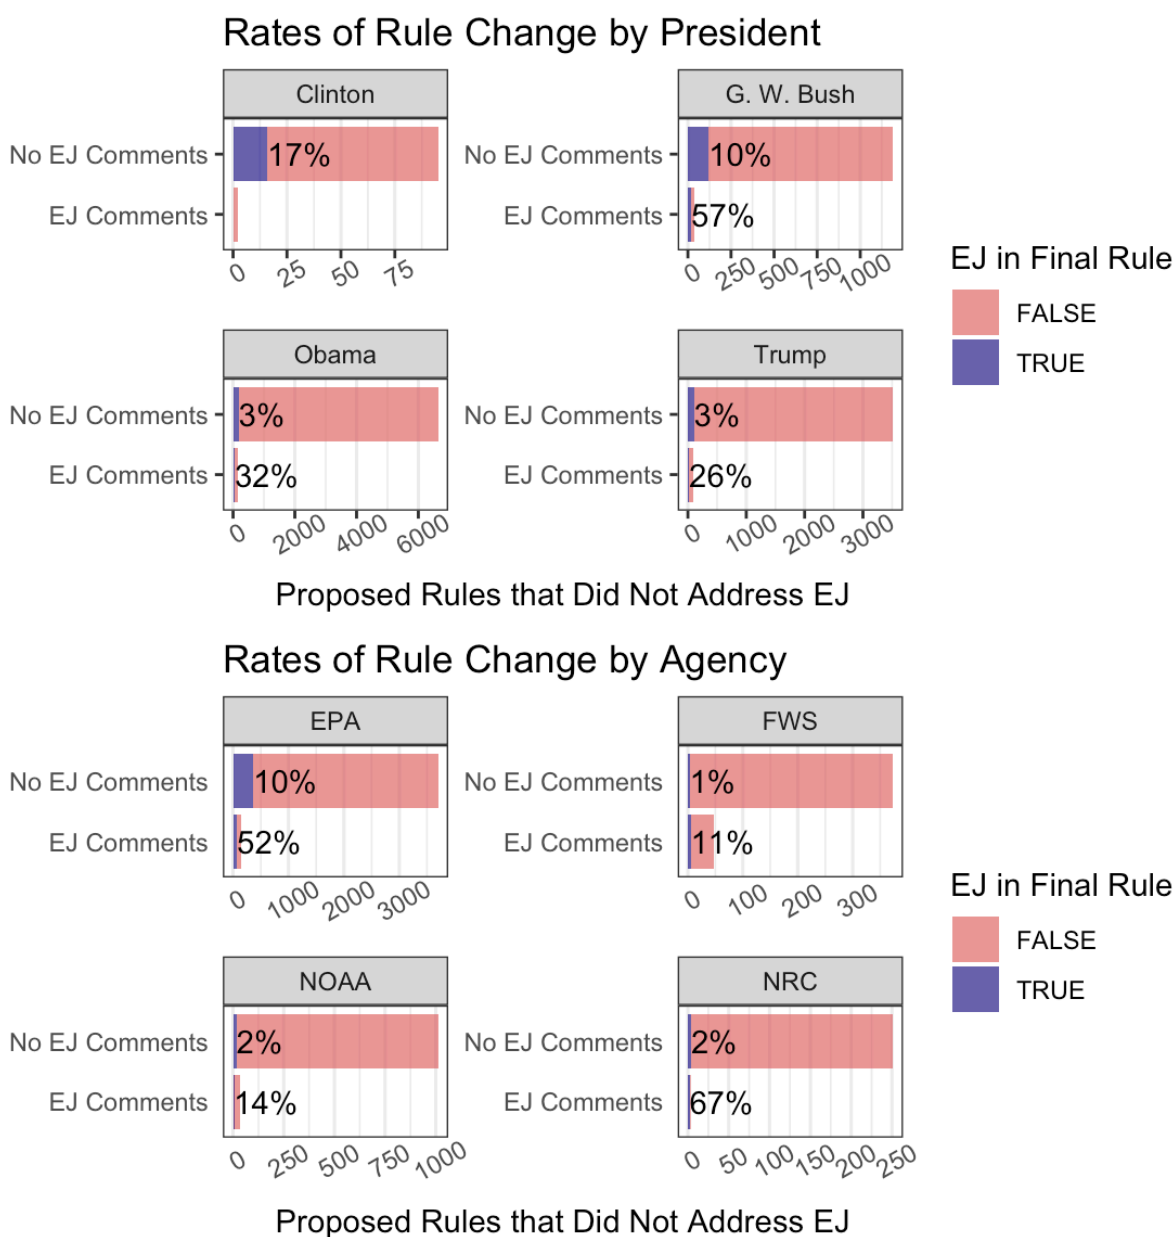 Rates of Rule Change by President
Clinton
G. W. Bush
No EJ Comments
17%
No EJ Comments
10%
EJ Comments
EJ Comments
57%
0 25 50 75
0 250 500 750 1000
EJ in Final Rule
FALSE
TRUE
Obama
Trump
No EJ Comments
3%
No EJ Comments
3%
EJ Comments
32%
EJ Comments
26%
0 2000 4000 6000
0 1000 2000 3000
Proposed Rules that Did Not Address EJ
Rates of Rule Change by Agency
EPA
FWS
No EJ Comments
10%
No EJ Comments
1%
EJ Comments
52%
EJ Comments
11%
0 1000 2000 3000
0 100 200 300
EJ in Final Rule
FALSE
TRUE
NOAA
NRC
No EJ Comments
2%
No EJ Comments
2%
EJ Comments
14%
EJ Comments
67%
0 250 500 750 1000
0 50 100 150 200 250
Proposed Rules that Did Not Address EJ